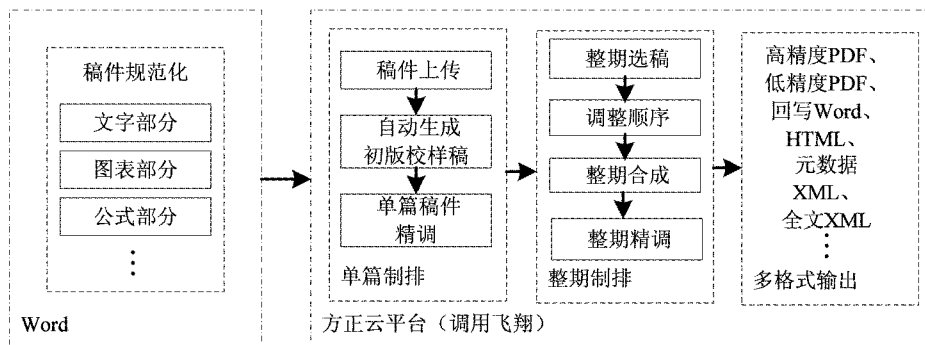 稿件规范化
文字部分
图表部分
公式部分
⋮
Word
稿件上传
自动生成
初版校样稿
单篇稿件
精调
单篇制排
整期选稿
调整顺序
整期合成
整期精调
整期制排
高精度PDF、
低精度PDF、
回写Word、
HTML、
元数据
XML、
全文XML
⋮
多格式输出
方正云平台（调用飞翔）